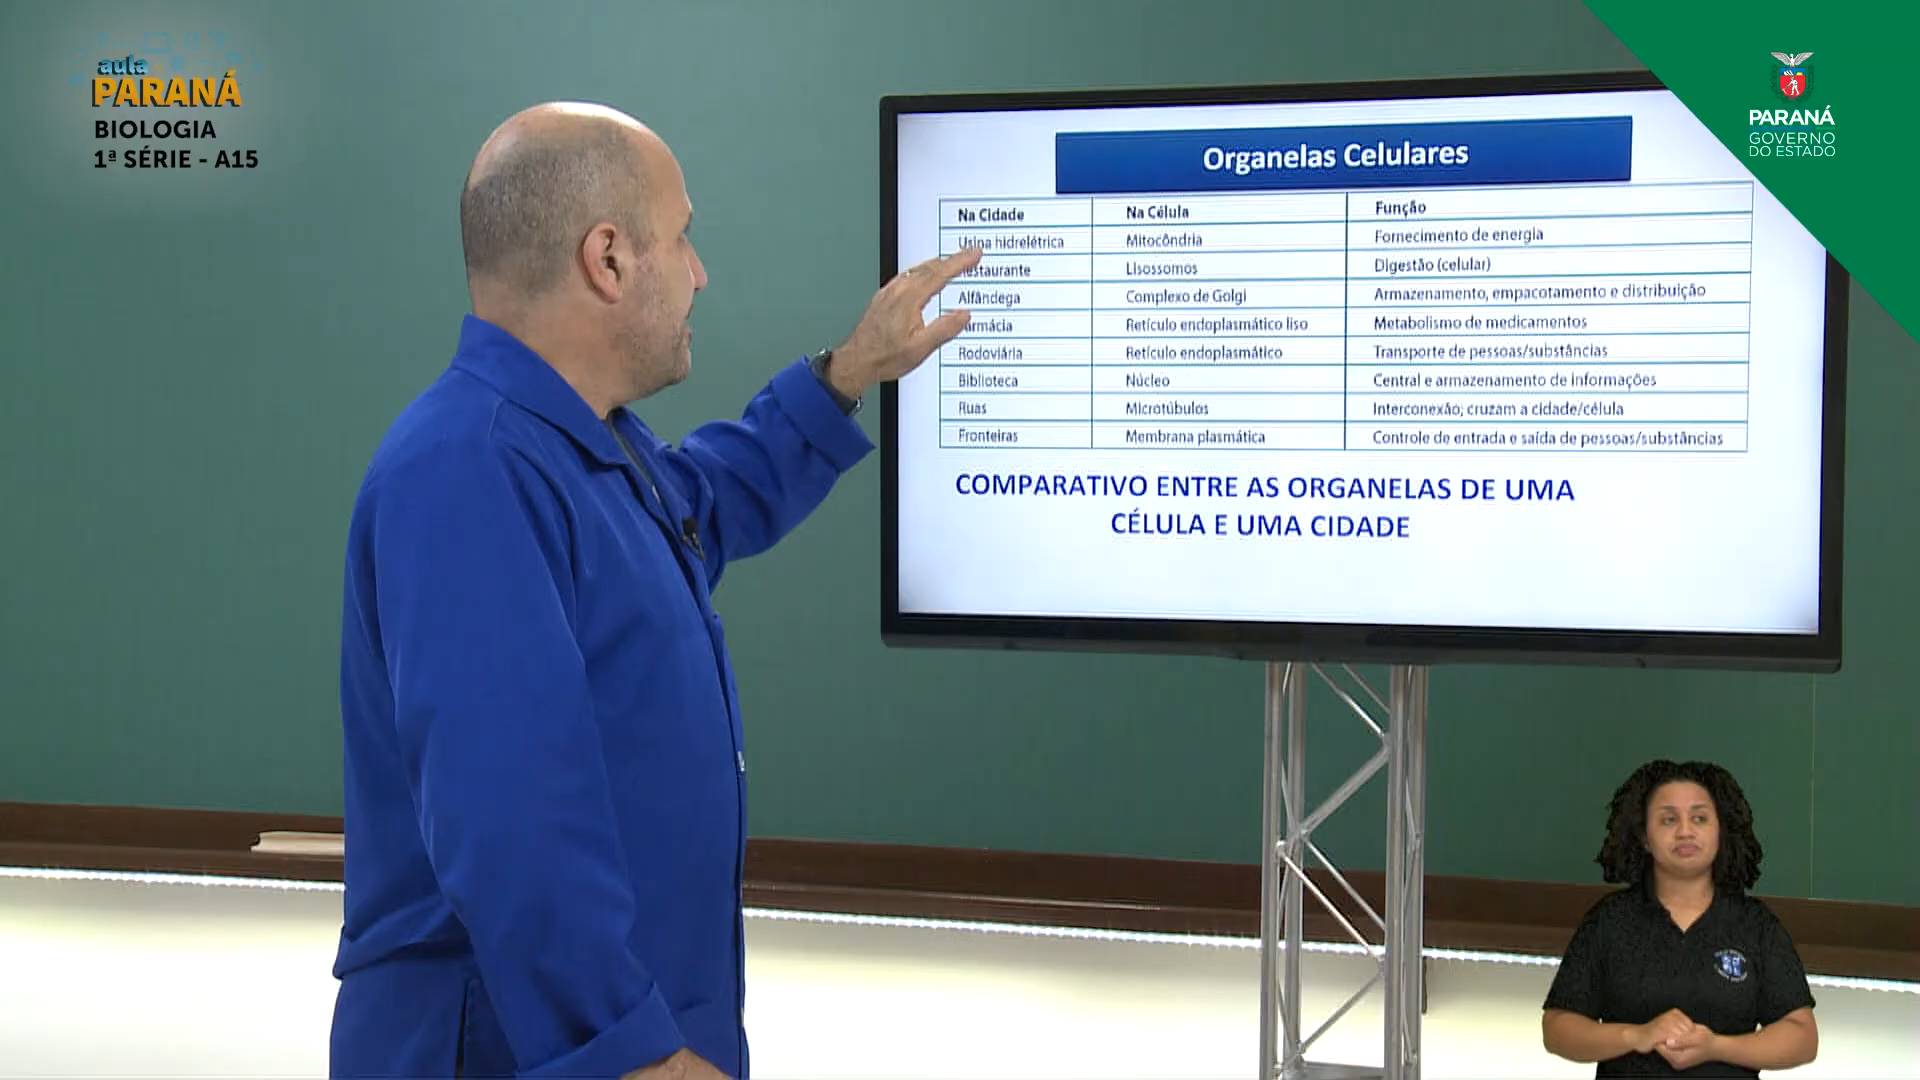 aula
PARANÁ
BIOLOGIA
1ª SÉRIE - A15
PARANÁ
GOVERNO
DO ESTADO
Organelas Celulares
Na Cidade Na Célula Função
Usina hidrelétrica Mitocôndria Fornecimento de energia
Restaurante Lisossomos Digestão (celular)
Alfândega Complexo de Golgi Armazenamento, empacotamento e distribuição
Farmácia Retículo endoplasmático liso Metabolismo de medicamentos
Rodoviária Retículo endoplasmático Transporte de pessoas/substâncias
Biblioteca Núcleo Central e armazenamento de informações
Ruas Microtúbulos Interconexão; cruzam a cidade/célula
Fronteiras Membrana plasmática Controle de entrada e saída de pessoas/substâncias
COMPARATIVO ENTRE AS ORGANELAS DE UMA
CÉLULA E UMA CIDADE